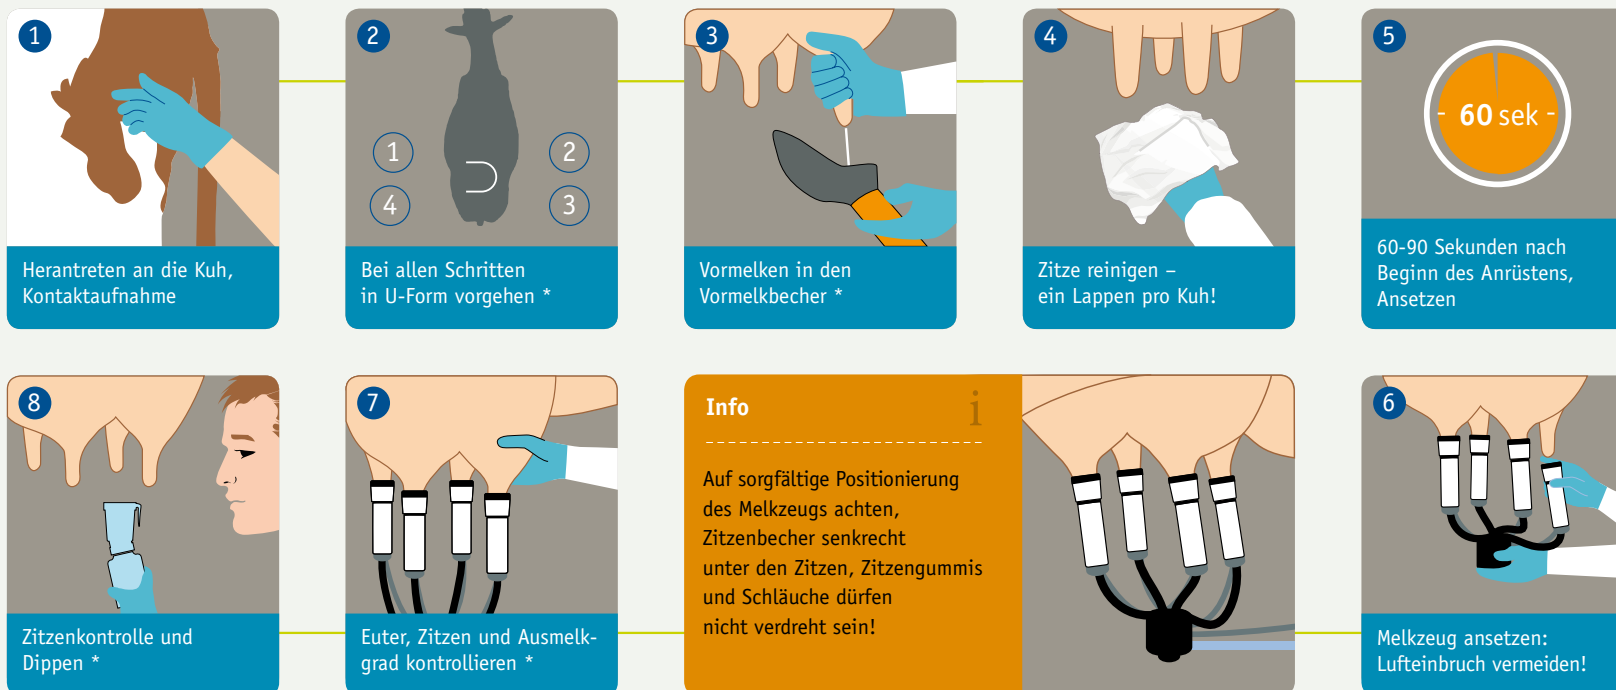 1
Herantreten an die Kuh,
Kontaktaufnahme
2
1
2
4
3
Bei allen Schritten
in U-Form vorgehen *
3
Vormelken in den
Vormelkbecher *
4
Zitze reinigen –
ein Lappen pro Kuh!
5
60 sek
60-90 Sekunden nach
Beginn des Anrüstens,
Ansetzen
8
Zitzenkontrolle und
Dippen *
7
Euter, Zitzen und Ausmelk-
grad kontrollieren *
Info
i
Auf sorgfältige Positionierung
des Melkzeugs achten,
Zitzenbecher senkrecht
unter den Zitzen, Zitzengummis
und Schläuche dürfen
nicht verdreht sein!
6
Melkzeug ansetzen:
Lufteinbruch vermeiden!